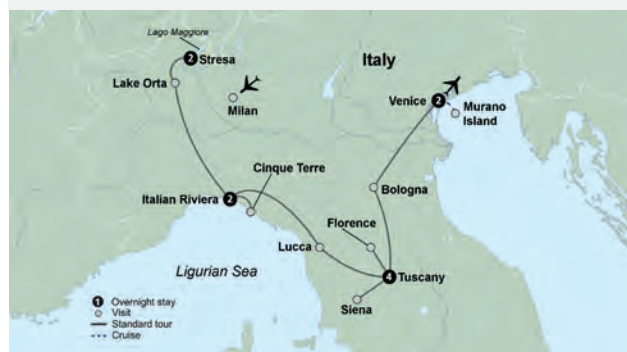 Lago Maggiore
2 Stresa
Italy
Lake Orta
Milan
Venice 2
Murano
Island
Cinque Terre
Italian Riviera 2
Bologna
Florence
Lucca
Ligurian Sea
4 Tuscany
Siena
1 Overnight stay
Visit
Standard tour
Cruise